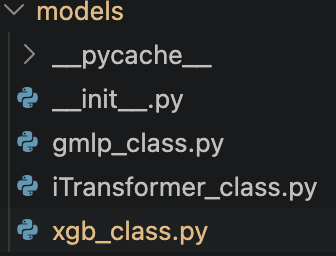 models
__pycache__
__init__.py
gmlp_class.py
iTransformer_class.py
xgb_class.py